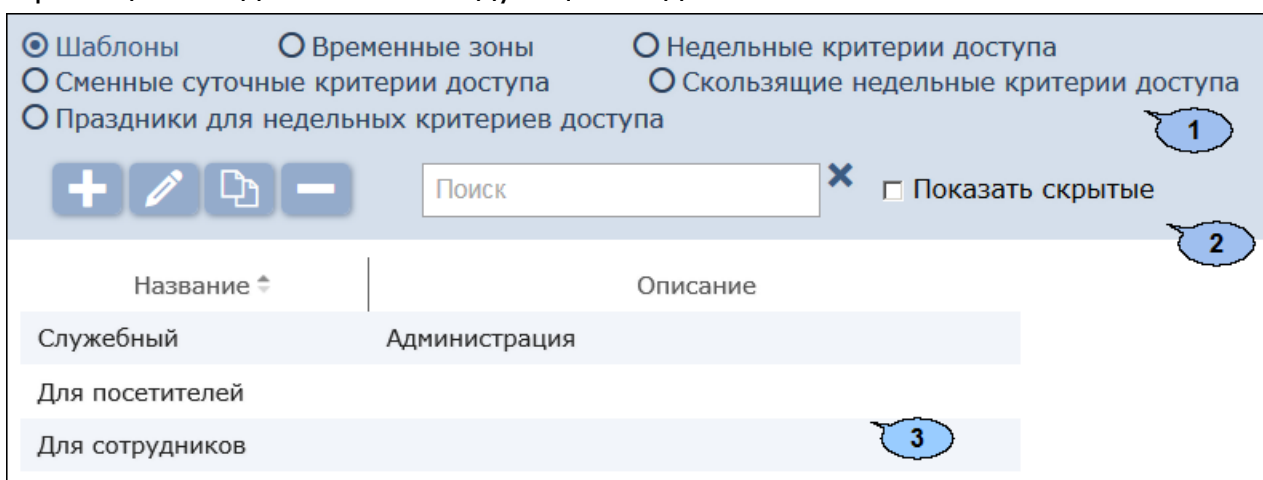 Шаблоны Временные зоны Недельные критерии доступа
Сменные суточные критерии доступа Скользящие недельные критерии доступа
Праздники для недельных критериев доступа
1
Поиск Показать скрытые
2
Название Описание
Служебный Администрация
Для посетителей
Для сотрудников
3